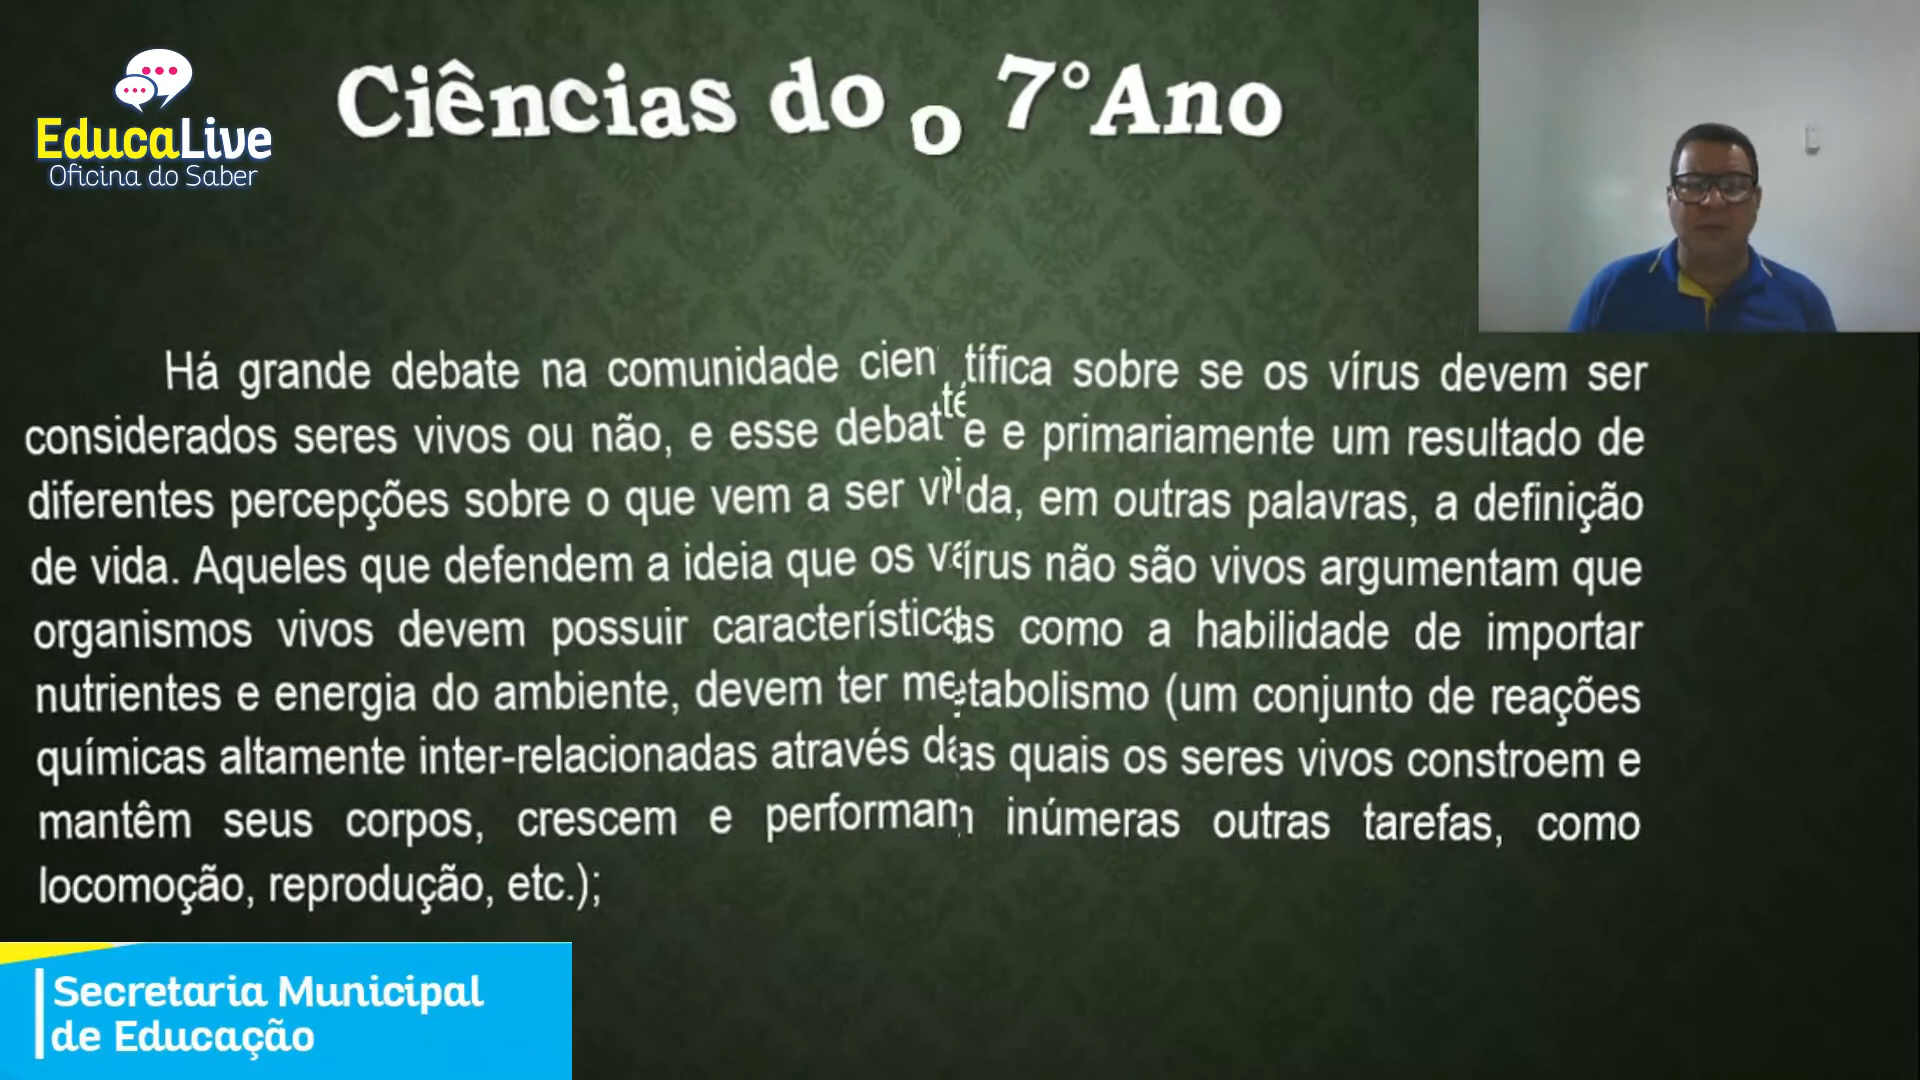 EducaLive
Oficina do Saber
Ciências do o 7°Ano
Há grande debate na comunidade científica sobre se os vírus devem ser
considerados seres vivos ou não, e esse debate e primariamente um resultado de
diferentes percepções sobre o que vem a ser vida, em outras palavras, a definição
de vida. Aqueles que defendem a ideia que os vírus não são vivos argumentam que
organismos vivos devem possuir características como a habilidade de importar
nutrientes e energia do ambiente, devem ter metabolismo (um conjunto de reações
químicas altamente inter-relacionadas através das quais os seres vivos constroem e
mantêm seus corpos, crescem e performam inúmeras outras tarefas, como
locomoção, reprodução, etc.);
Secretaria Municipal
de Educação